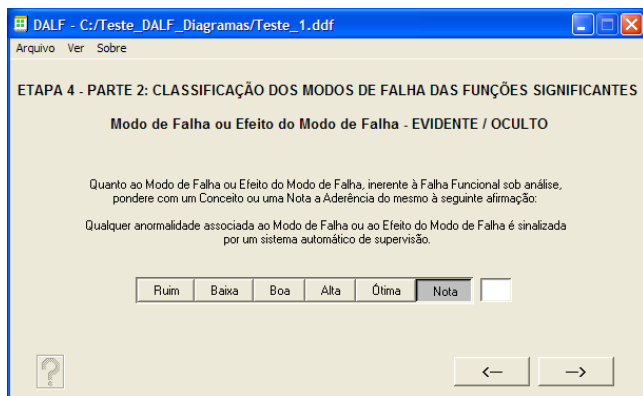 DALF - C:/Teste_DALF_Diagramas/Teste_1.ddf
Arquivo Ver Sobre
ETAPA 4 - PARTE 2: CLASSIFICAÇÃO DOS MODOS DE FALHA DAS FUNÇÕES SIGNIFICANTES
Modo de Falha ou Efeito do Modo de Falha - EVIDENTE / OCULTO
Quanto ao Modo de Falha ou Efeito do Modo de Falha, inerente à Falha Funcional sob análise,
pondere com um Conceito ou uma Nota a Aderência do mesmo à seguinte afirmação:
Qualquer anormalidade associada ao Modo de Falha ou ao Efeito do Modo de Falha é sinalizada
por um sistema automático de supervisão.
Ruim Baixa Boa Alta Ótima Nota
? <-- -->